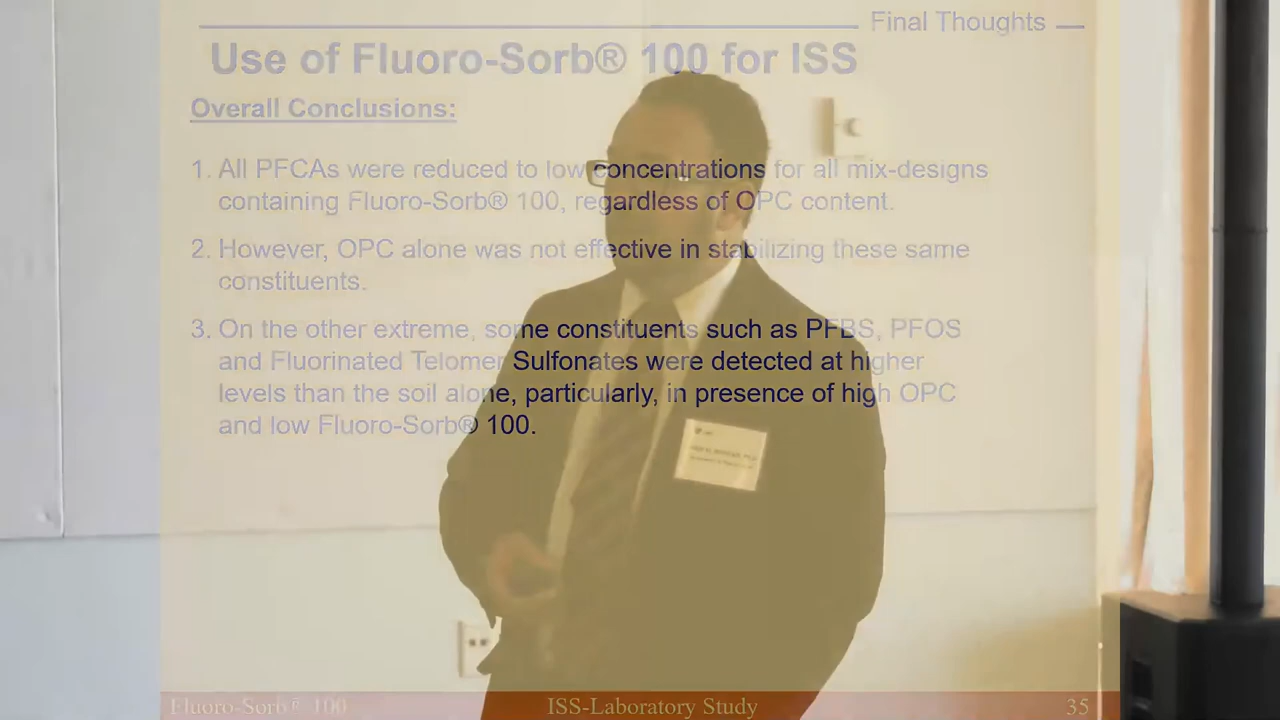 Final Thoughts
Use of Fluoro-Sorb® 100 for ISS
Overall Conclusions:
1. All PFCAs were reduced to low concentrations for all mix-designs
containing Fluoro-Sorb® 100, regardless of OPC content.
2. However, OPC alone was not effective in stabilizing these same
constituents.
3. On the other extreme, some constituents such as PFBS, PFOS
and Fluorinated Telomer Sulfonates were detected at higher
levels than the soil alone, particularly, in presence of high OPC
and low Fluoro-Sorb® 100.
Fluoro-Sorb® 100 ISS-Laboratory Study 35